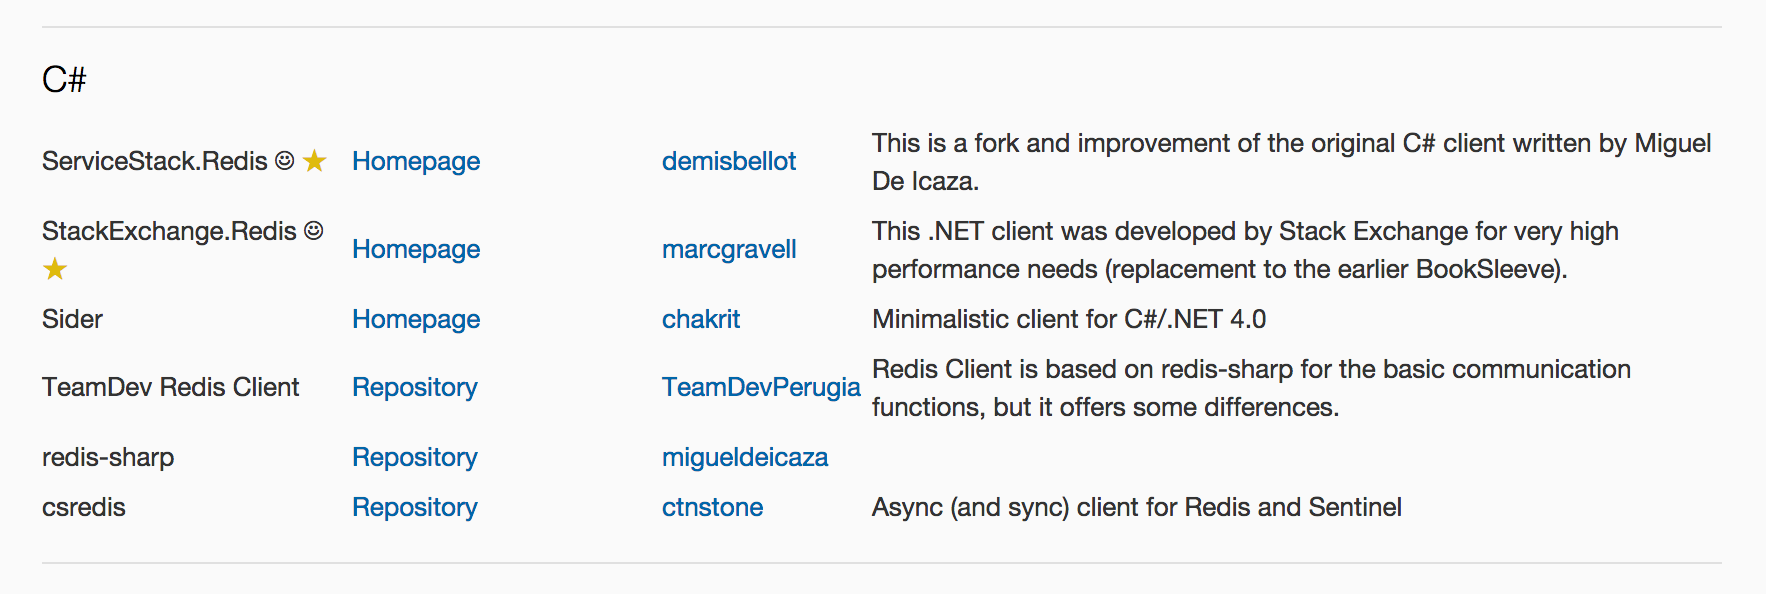 C#
ServiceStack.Redis ☺ ★ Homepage demisbellot This is a fork and improvement of the original C# client written by Miguel
De Icaza.
StackExchange.Redis ☺
★ Homepage marcgravell This .NET client was developed by Stack Exchange for very high
performance needs (replacement to the earlier BookSleeve).
Sider Homepage chakrit Minimalistic client for C#/.NET 4.0
TeamDev Redis Client Repository TeamDevPerugia Redis Client is based on redis-sharp for the basic communication
functions, but it offers some differences.
redis-sharp Repository migueldeicaza
csredis Repository ctnstone Async (and sync) client for Redis and Sentinel